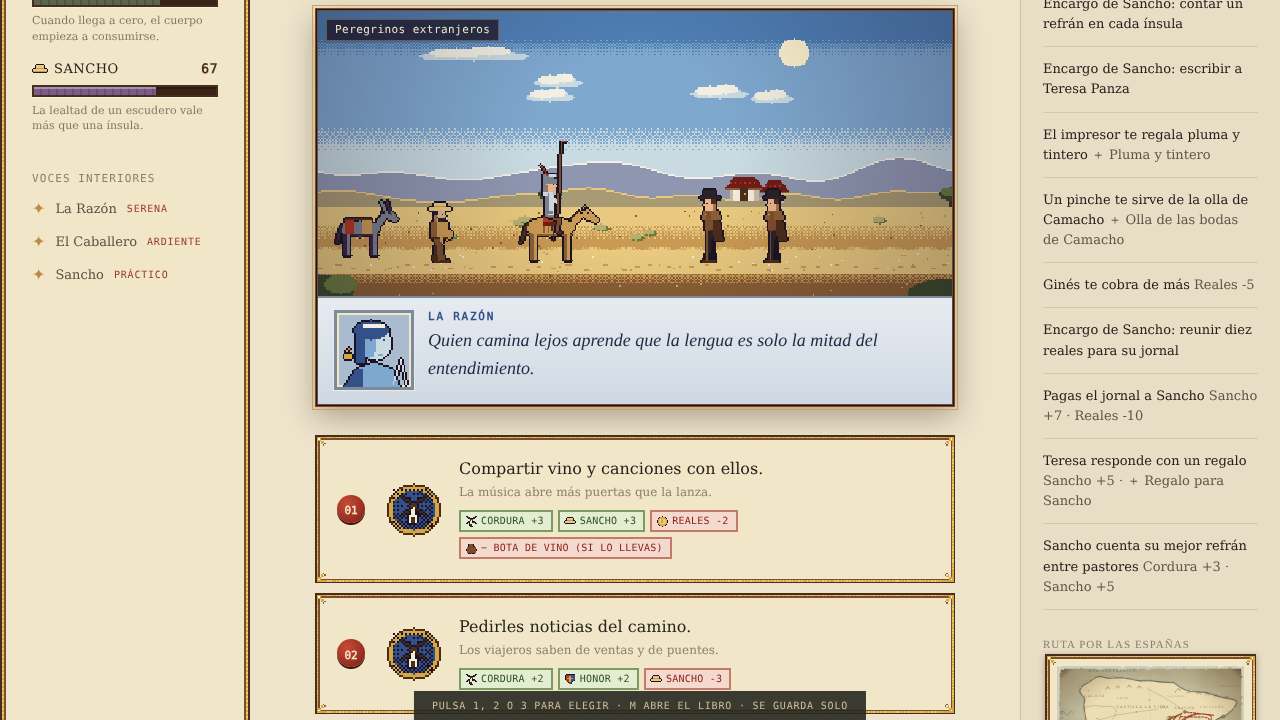 Cuando llega a cero, el cuerpo
empieza a consumirse.
SANCHO 67
La lealtad de un escudero vale
más que una ínsula.
VOCES INTERIORES
La Razón SERENA
El Caballero ARDIENTE
Sancho PRÁCTICO
Peregrinos extranjeros
LA RAZÓN
Quien camina lejos aprende que la lengua es solo la mitad del
entendimiento.
01
Compartir vino y canciones con ellos.
La música abre más puertas que la lanza.
CORDURA +3 SANCHO +3 REALES -2
− BOTA DE VINO (SI LO LLEVAS)
02
Pedirles noticias del camino.
Los viajeros saben de ventas y de puentes.
CORDURA +2 HONOR +2 SANCHO -3
PULSA 1, 2 O 3 PARA ELEGIR · M ABRE EL LIBRO · SE GUARDA SOLO
Encargo de Sancho: contar un
refrán en cada ínsula
Encargo de Sancho: escribir a
Teresa Panza
El impresor te regala pluma y
tintero + Pluma y tintero
Un pinche te sirve de la olla de
Camacho + Olla de las bodas
de Camacho
Ginés te cobra de más Reales -5
Encargo de Sancho: reunir diez
reales para su jornal
Pagas el jornal a Sancho Sancho
+7 · Reales -10
Teresa responde con un regalo
Sancho +5 · + Regalo para
Sancho
Sancho cuenta su mejor refrán
entre pastores Cordura +3 ·
Sancho +5
RUTA POR LAS ESPAÑAS